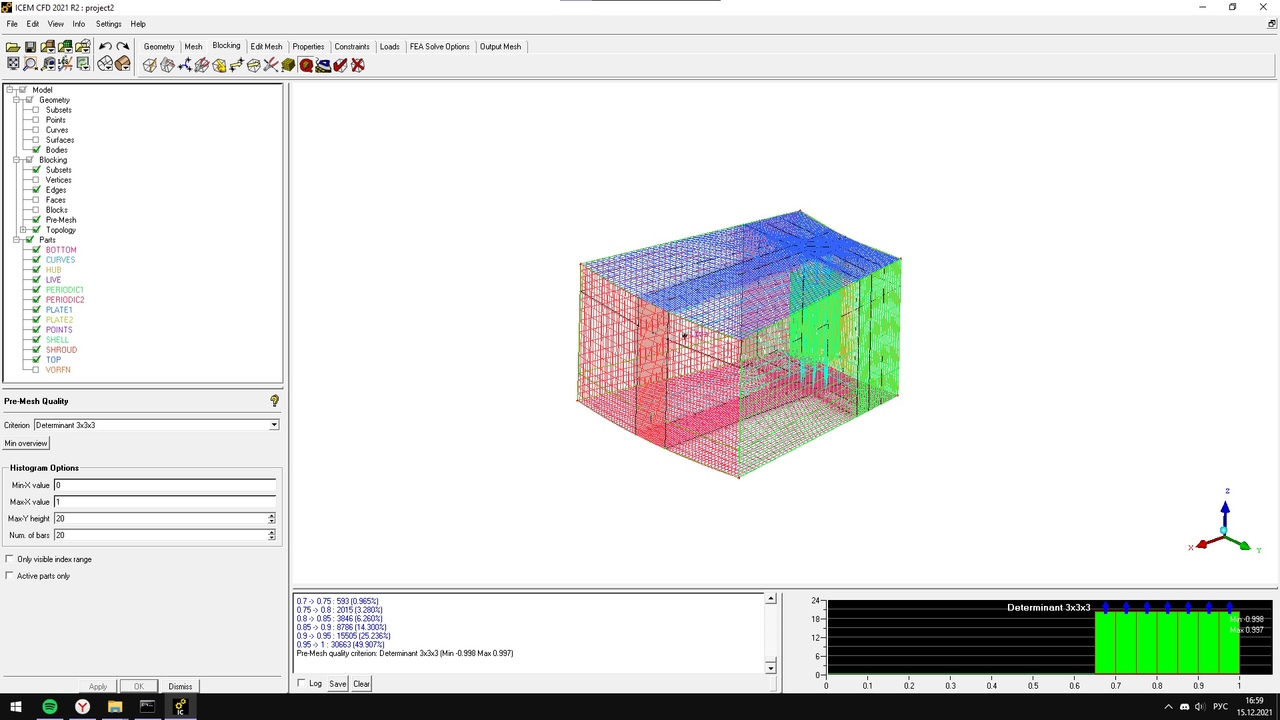 ICEM CFD 2021 R2 : project2
File Edit View Info Settings Help
Geometry Mesh Blocking Edit Mesh Properties Constraints Loads FEA Solve Options Output Mesh
Model
Geometry
Subsets
Points
Curves
Surfaces
Bodies
Blocking
Subsets
Vertices
Edges
Faces
Blocks
Pre-Mesh
Topology
Parts
BOTTOM
CURVES
HUB
LIVE
PERIODIC1
PERIODIC2
PLATE1
PLATE2
POINTS
SHELL
SHROUD
TOP
VORFN
Pre-Mesh Quality
Criterion Determinant 3x3x3
Min overview
Histogram Options
Min-X value 0
Max-X value 1
Max-Y height 20
Num. of bars 20
Only visible index range
Active parts only
Apply OK Dismiss
Z
X
Y
0.7 -> 0.75 : 593 (0.965%)
0.75 -> 0.8 : 2015 (3.280%)
0.8 -> 0.85 : 3846 (6.260%)
0.85 -> 0.9 : 8786 (14.300%)
0.9 -> 0.95 : 15505 (25.236%)
0.95 -> 1 : 30663 (49.907%)
Pre-Mesh quality criterion: Determinant 3x3x3 (Min -0.998 Max 0.997)
Log Save Clear
Determinant 3x3x3
Min -0.998
Max 0.997
24
18
12
6
0
0 0.1 0.2 0.3 0.4 0.5 0.6 0.7 0.8 0.9 1
РУС
16:59
15.12.2021